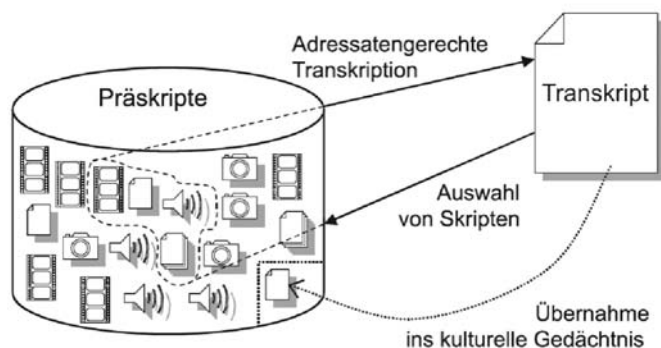 Adressatengerechte
Transkription
Präskripte
Transkript
Auswahl
von Skripten
Übernahme
ins kulturelle Gedächtnis